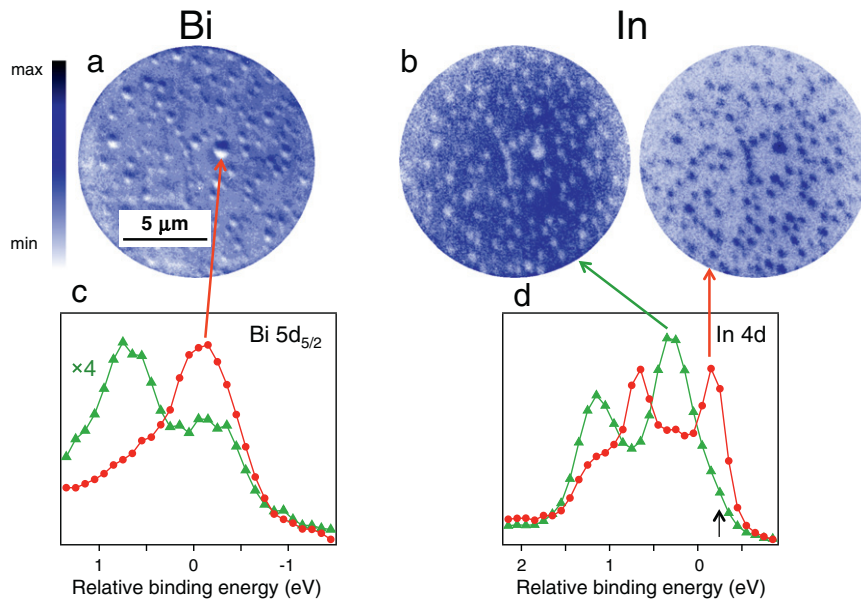 Bi
In
max
min
a
5 μm
b
c
Bi 5d5/2
×4
1
0
-1
Relative binding energy (eV)
d
In 4d
2
1
0
Relative binding energy (eV)